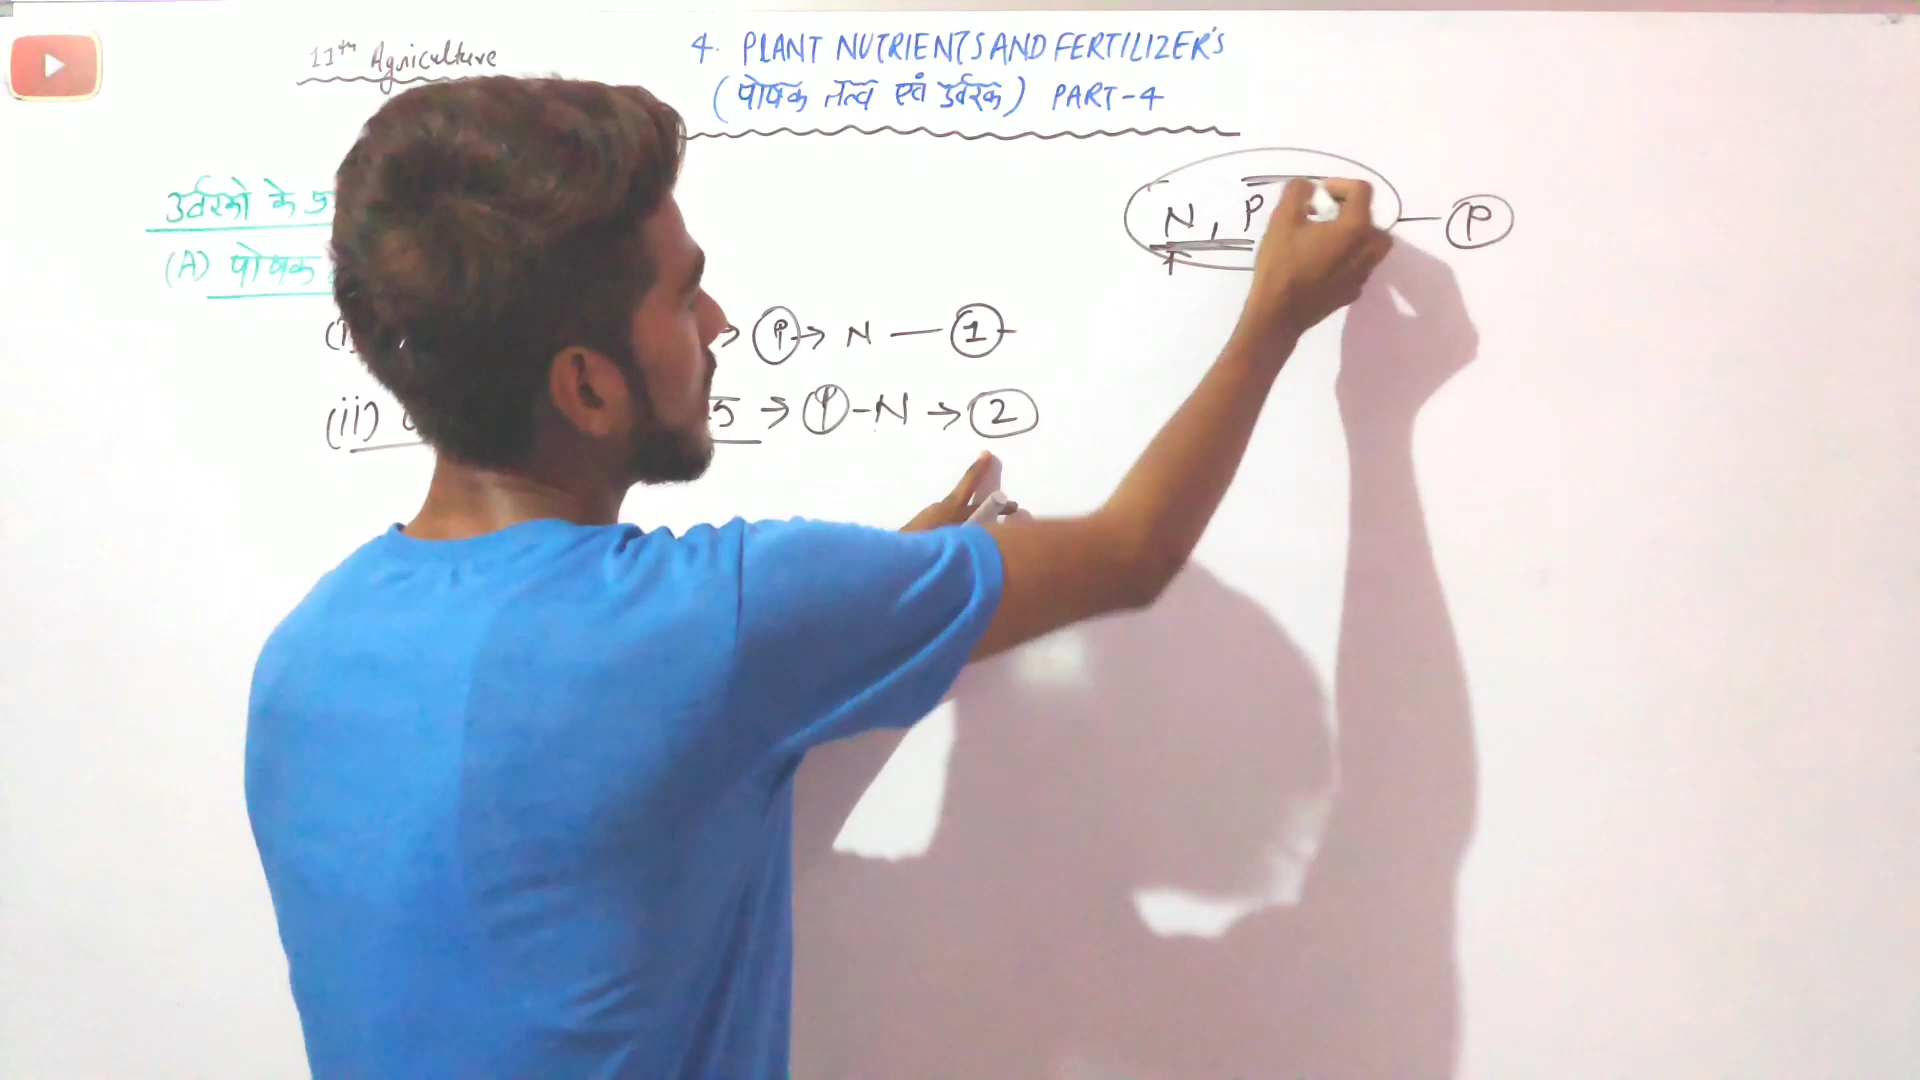 11th Agriculture
4. PLANT NUTRIENTS AND FERTILIZER'S
(पोषक तत्व एवं उर्वरक) PART-4
उर्वरको के
(A) पोषक
N, P — P
→ P → N — 1
(ii) → P - N → 2